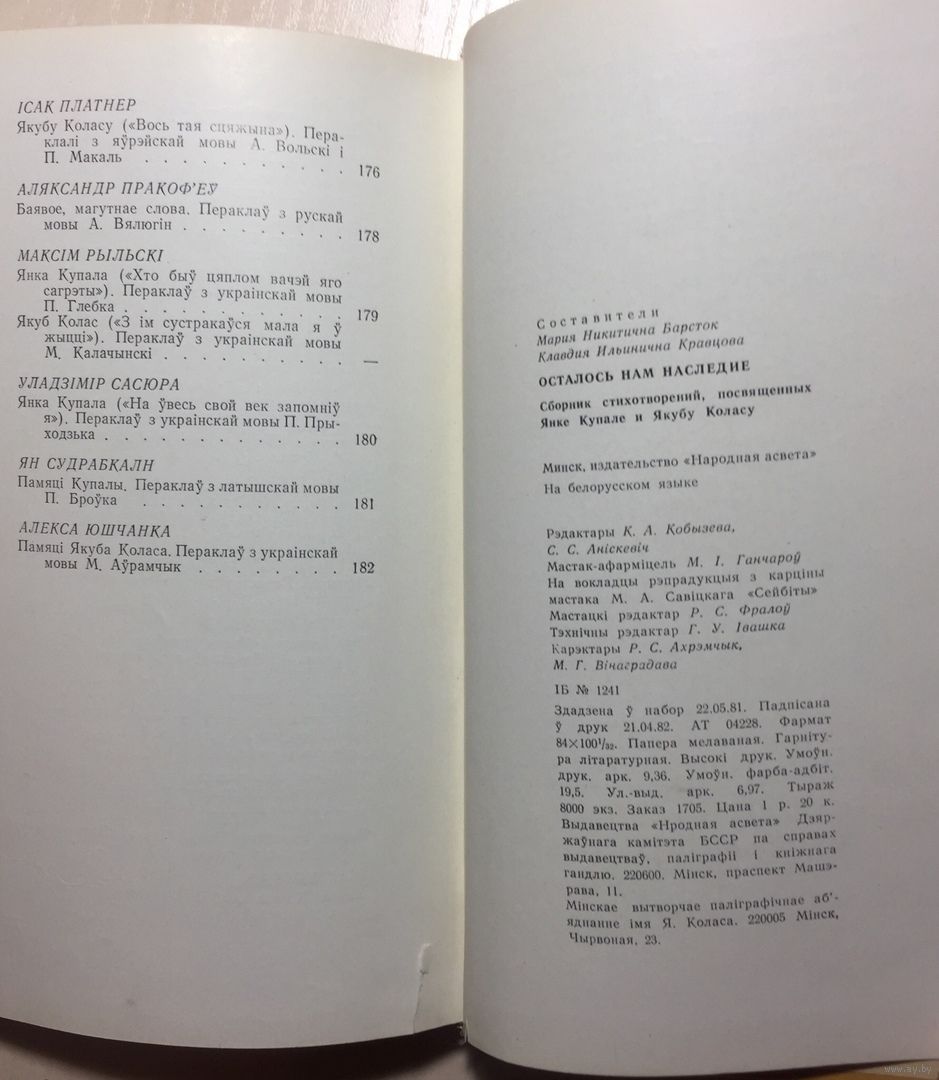 ІСАК ПЛАТНЕР
Якубу Коласу («Вось тая сцяжына»). Пера-
клалі з яўрэйскай мовы А. Вольскі і
П. Макаль . . . . . . . . . . 176
АЛЯКСАНДР ПРАКОФ'ЕЎ
Баявое, магутнае слова. Пераклаў з рускай
мовы А. Вялюгін . . . . . . . . . 178
МАКСІМ РЫЛЬСКІ
Янка Купала («Хто быў цяплом вачэй яго
сагрэты»). Пераклаў з украінскай мовы
П. Глебка . . . . . . . . . . . . 179
Якуб Колас («З ім сустракаўся мала я ў
жыцці»). Пераклаў з украінскай мовы
М. Калачынскі . . . . . . . . . . —
УЛАДЗІМІР САСЮРА
Янка Купала («На ўвесь свой век запомніў
я»). Пераклаў з украінскай мовы П. Пры-
ходзька . . . . . . . . . . . . . 180
ЯН СУДРАБКАЛН
Памяці Купалы. Пераклаў з латышскай мовы
П. Броўка . . . . . . . . . . . 181
АЛЕКСА ЮШЧАНКА
Памяці Якуба Коласа. Пераклаў з украінскай
мовы М. Аўрамчык . . . . . . . . 182
Составители
Мария Никитична Барсток
Клавдия Ильинична Кравцова
ОСТАЛОСЬ НАМ НАСЛЕДИЕ
Сборник стихотворений, посвященных
Янке Купале и Якубу Коласу
Минск, издательство «Народная асвета»
На белорусском языке
Рэдактары К. А. Кобызева,
С. С. Аніскевіч
Мастак-афарміцель М. І. Ганчароў
На вокладцы рэпрадукцыя з карціны
мастака М. А. Савіцкага «Сейбіты»
Мастацкі рэдактар Р. С. Фралоў
Тэхнічны рэдактар Г. У. Івашка
Карэктары Р. С. Ахрэмчык,
М. Г. Вінаградава
ІБ № 1241
Здадзена ў набор 22.05.81. Падпісана
ў друк 21.04.82. АТ 04228. Фармат
84×100¹/₃₂. Папера мелаваная. Гарніту-
ра літаратурная. Высокі друк. Умоўн.
друк. арк. 9,36. Умоўн. фарба-адбіт.
19,5. Ул.-выд. арк. 6,97. Тыраж
8000 экз. Заказ 1705. Цана 1 р. 20 к.
Выдавецтва «Нродная асвета» Дзяр-
жаўнага камітэта БССР па справах
выдавецтваў, паліграфіі і кніжнага
гандлю. 220600. Мінск, праспект Машэ-
рава, 11.
Мінскае вытворчае паліграфічнае аб'-
яднанне імя Я. Коласа. 220005 Мінск,
Чырвоная, 23.
www.ay.by